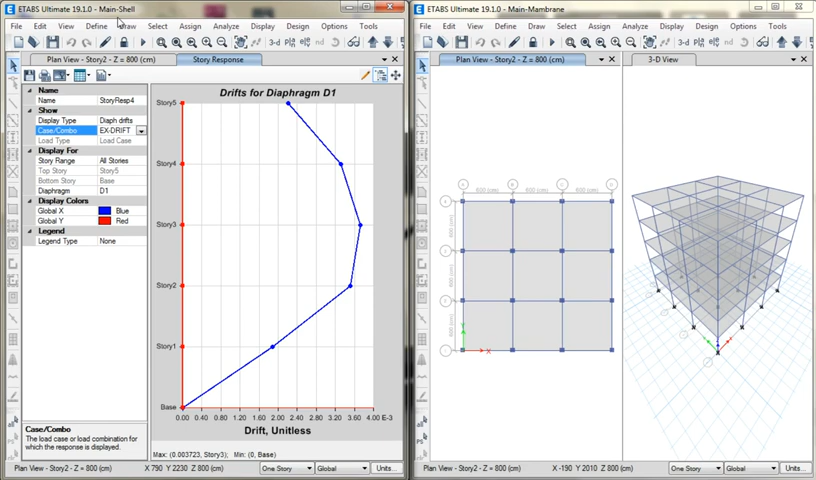 ETABS Ultimate 19.1.0 - Main-Shell
File Edit View Define Draw Select Assign Analyze Display Design Options Tools
3-d
Plan View - Story2 - Z = 800 (cm)
Story Response
Name
Name StoryResp4
Show
Display Type Diaph drifts
Case/Combo EX-DRIFT
Load Type Load Case
Display For
Story Range All Stories
Top Story Story5
Bottom Story Base
Diaphragm D1
Display Colors
Global X Blue
Global Y Red
Legend
Legend Type None
Case/Combo
The load case or load combination for
which the response is displayed.
Drifts for Diaphragm D1
Story5
Story4
Story3
Story2
Story1
Base
0.00 0.40 0.80 1.20 1.60 2.00 2.40 2.80 3.20 3.60 4.00 E-3
Drift, Unitless
Max: (0.003723, Story3); Min: (0, Base)
Plan View - Story2 - Z = 800 (cm)
X 790 Y 2230 Z 800 (cm)
One Story
Global
Units...
ETABS Ultimate 19.1.0 - Main-Mambrane
File Edit View Define Draw Select Assign Analyze Display Design Options Tools
3-d
Plan View - Story2 - Z = 800 (cm)
3-D View
X
Plan View - Story2 - Z = 800 (cm)
X -190 Y 2010 Z 800 (cm)
One Story
Global
Units...